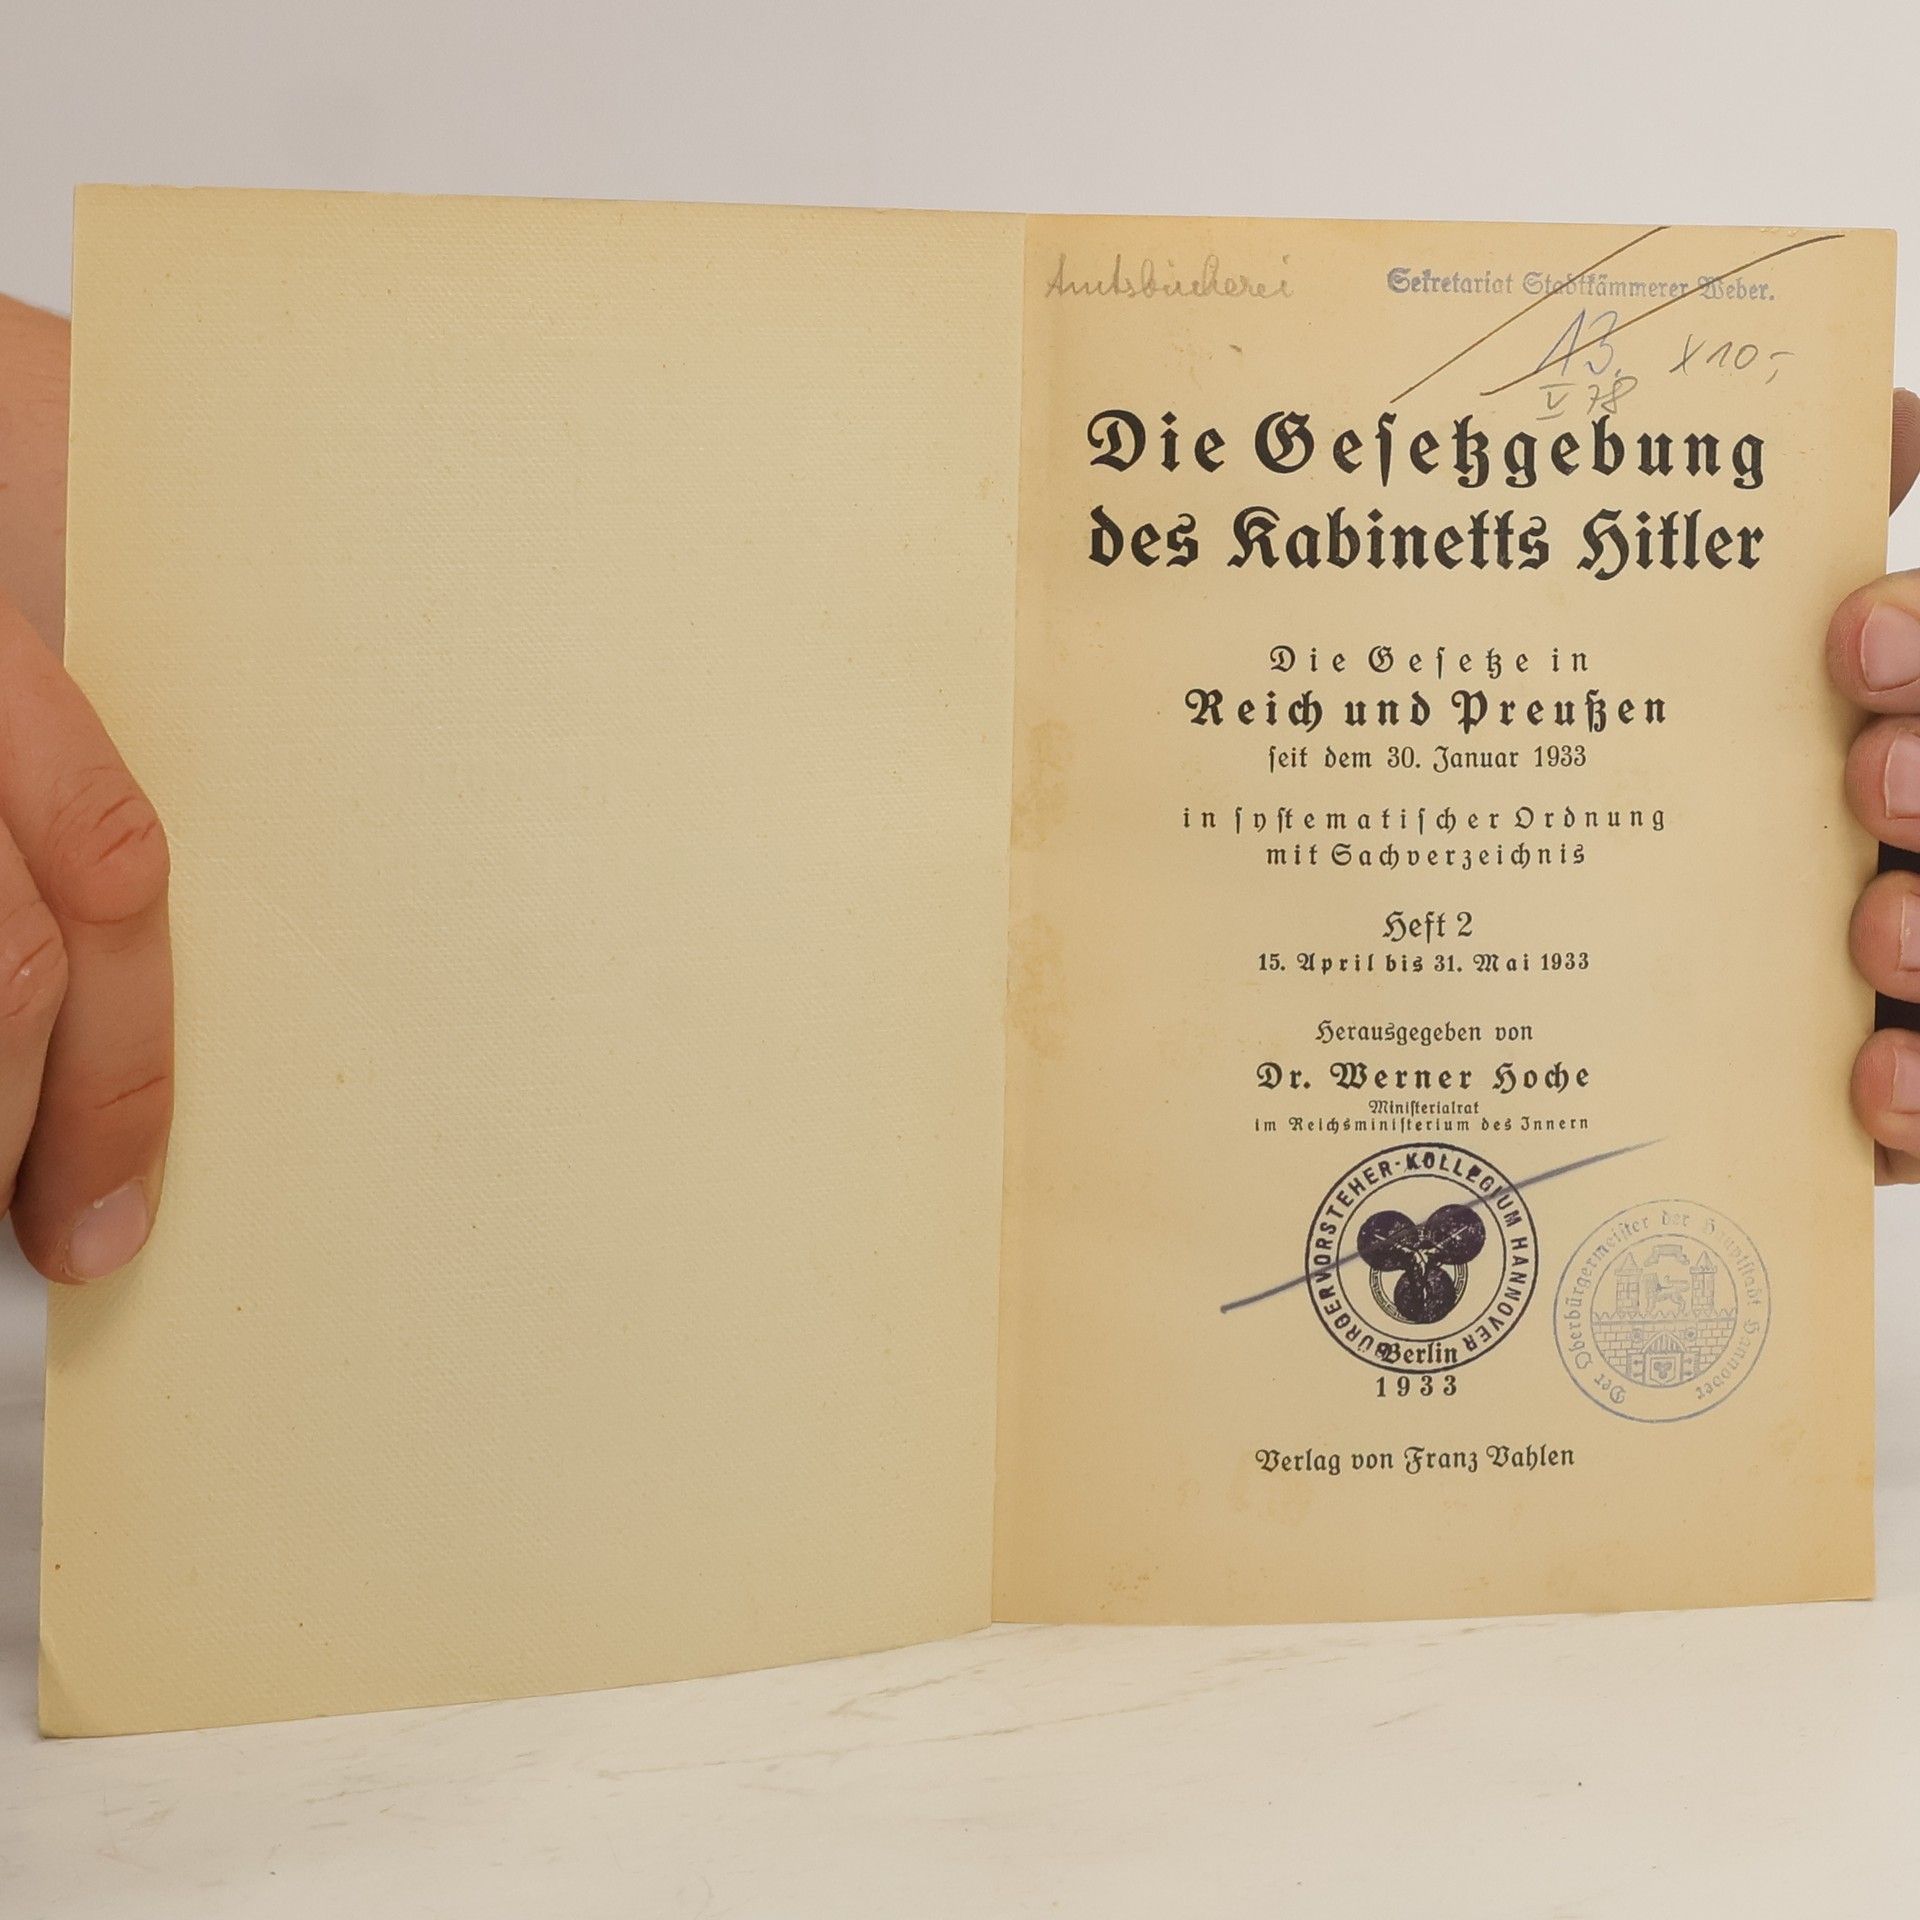 Amtsbücherei
Sekretariat Stadtkämmerer Weber.
13. X10,-
V 78
Die Gesetzgebung
des Kabinetts Hitler
Die Gesetze in
Reich und Preußen
seit dem 30. Januar 1933
in systematischer Ordnung
mit Sachverzeichnis
Heft 2
15. April bis 31. Mai 1933
Herausgegeben von
Dr. Werner Hoche
Ministerialrat
im Reichsministerium des Innern
BÜRGERVORSTEHER-KOLLEGIUM HANNOVER
Der Oberbürgermeister der Hauptstadt Hannover
Berlin
1933
Verlag von Franz Vahlen